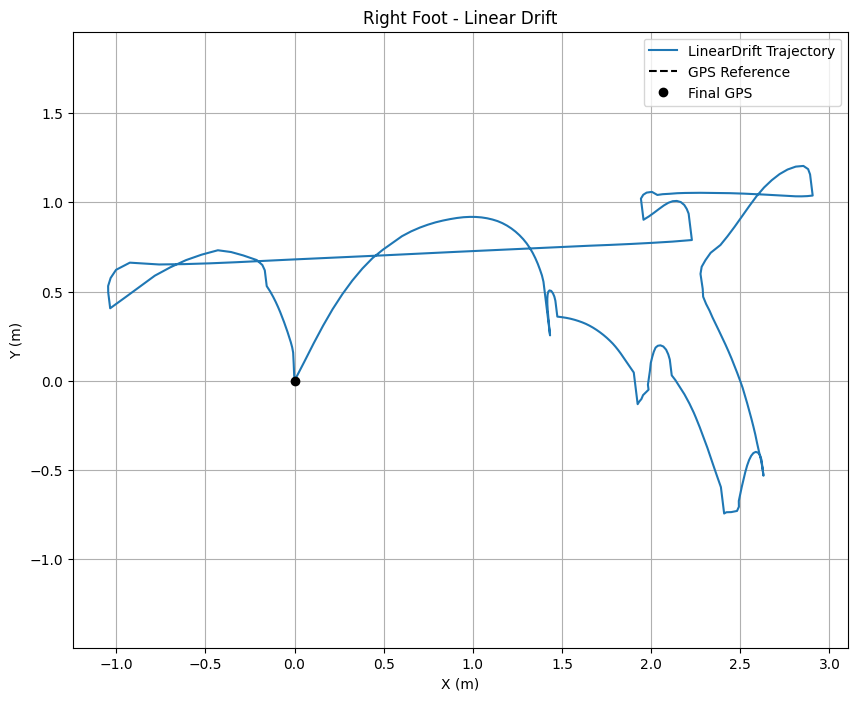 Right Foot - Linear Drift
LinearDrift Trajectory
GPS Reference
Final GPS
Y (m)
1.5
1.0
0.5
0.0
−0.5
−1.0
−1.0 −0.5 0.0 0.5 1.0 1.5 2.0 2.5 3.0
X (m)